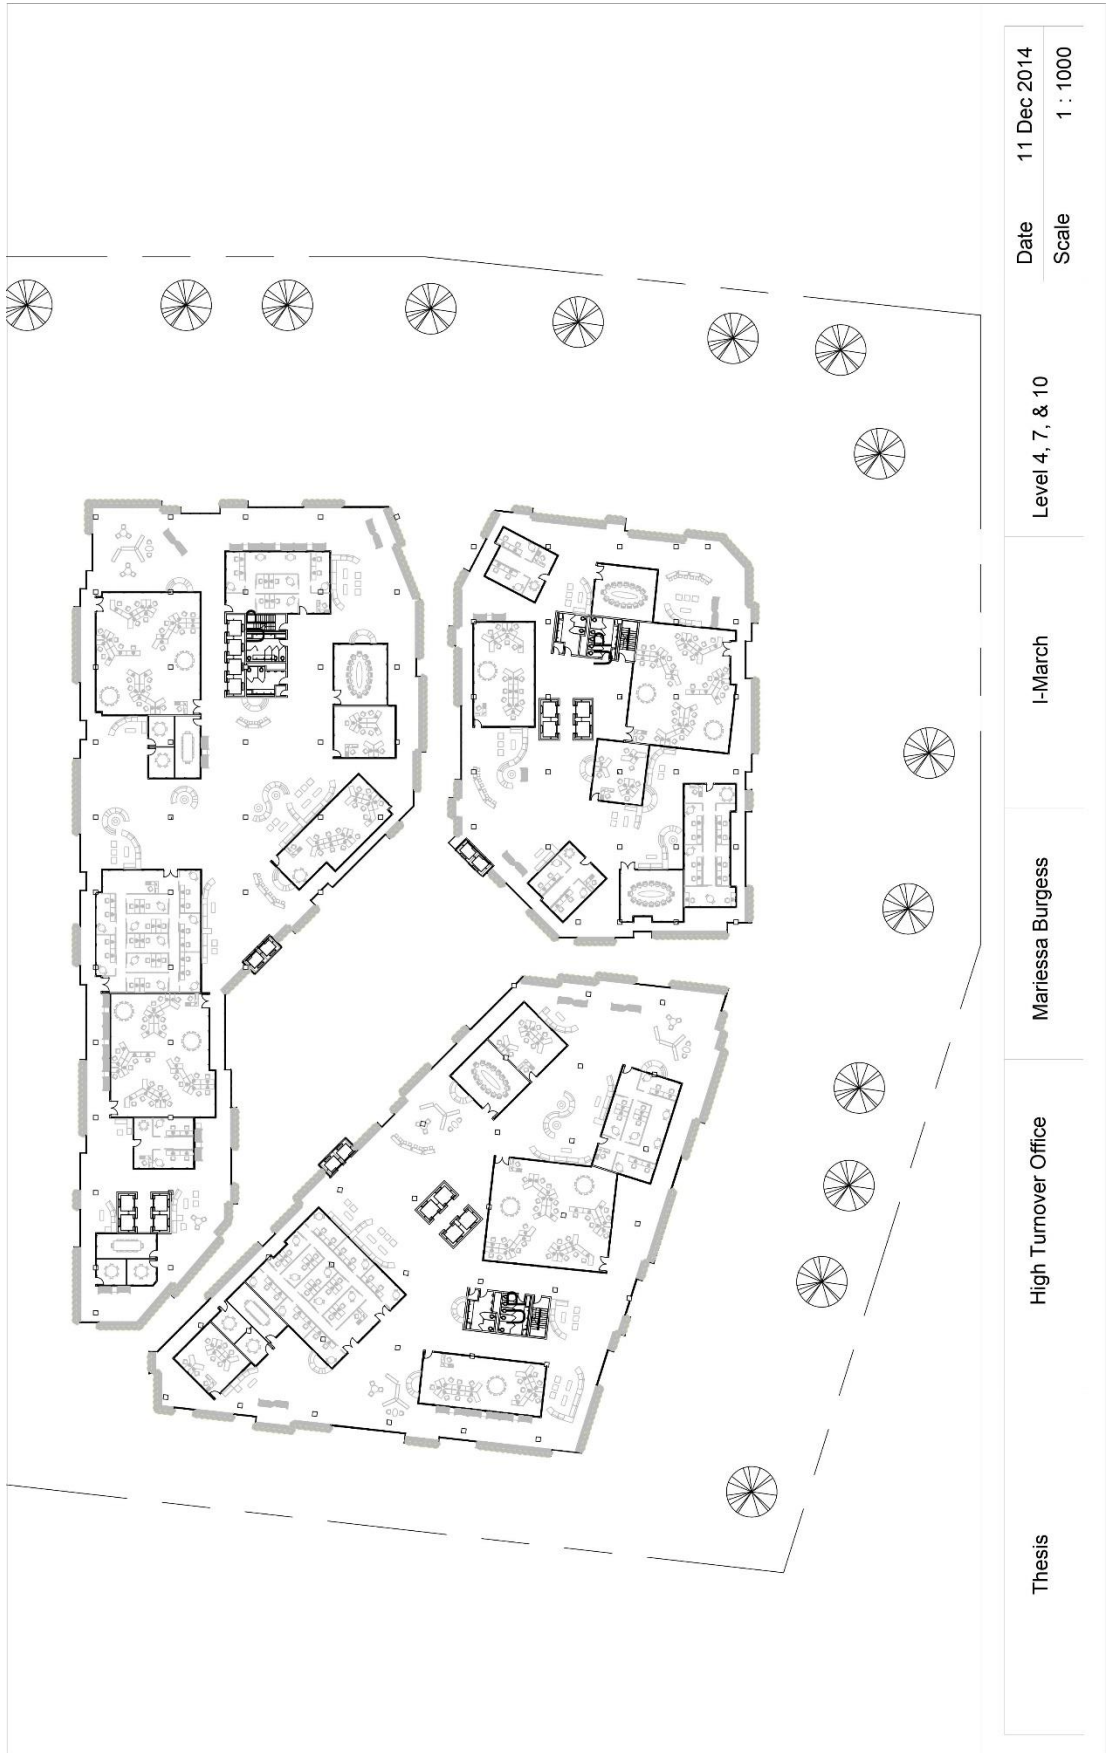 Thesis
High Turnover Office
Mariessa Burgess
I-March
Level 4, 7, & 10
Date 11 Dec 2014
Scale 1 : 1000